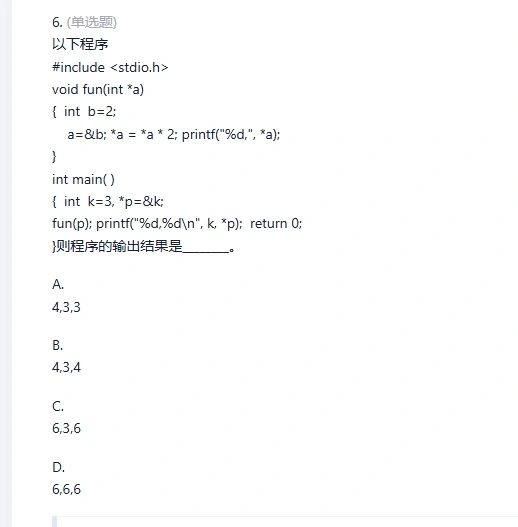 6. (单选题)
以下程序
#include <stdio.h>
void fun(int *a)
{ int b=2;
a=&b; *a = *a * 2; printf("%d,", *a);
}
int main( )
{ int k=3, *p=&k;
fun(p); printf("%d,%d\n", k, *p); return 0;
}则程序的输出结果是________。
A.
4,3,3
B.
4,3,4
C.
6,3,6
D.
6,6,6